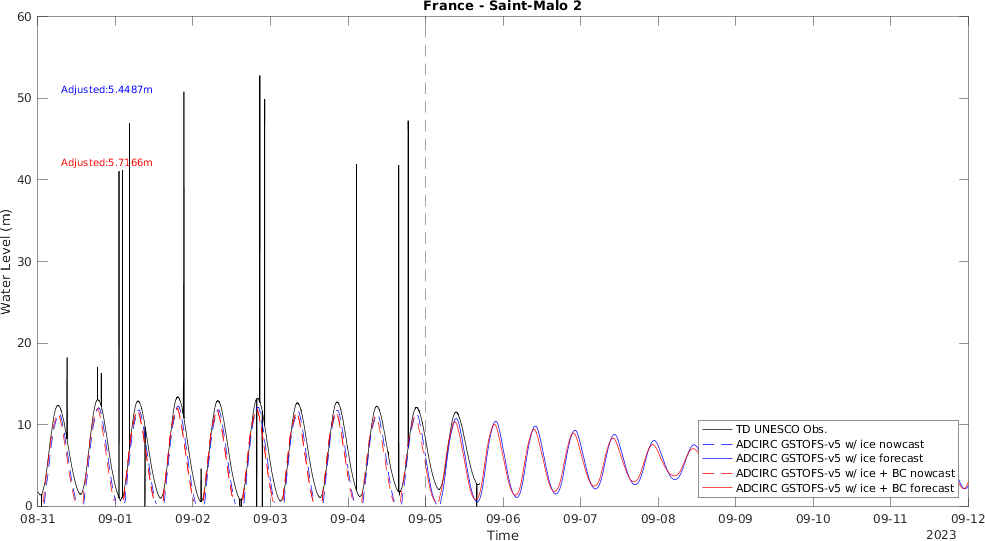 France - Saint-Malo 2
60
50
40
30
20
10
0
Water Level (m)
Adjusted:5.4487m
Adjusted:5.7166m
TD UNESCO Obs.
ADCIRC GSTOFS-v5 w/ ice nowcast
ADCIRC GSTOFS-v5 w/ ice forecast
ADCIRC GSTOFS-v5 w/ ice + BC nowcast
ADCIRC GSTOFS-v5 w/ ice + BC forecast
08-31 09-01 09-02 09-03 09-04 09-05 09-06 09-07 09-08 09-09 09-10 09-11 09-12
Time
2023